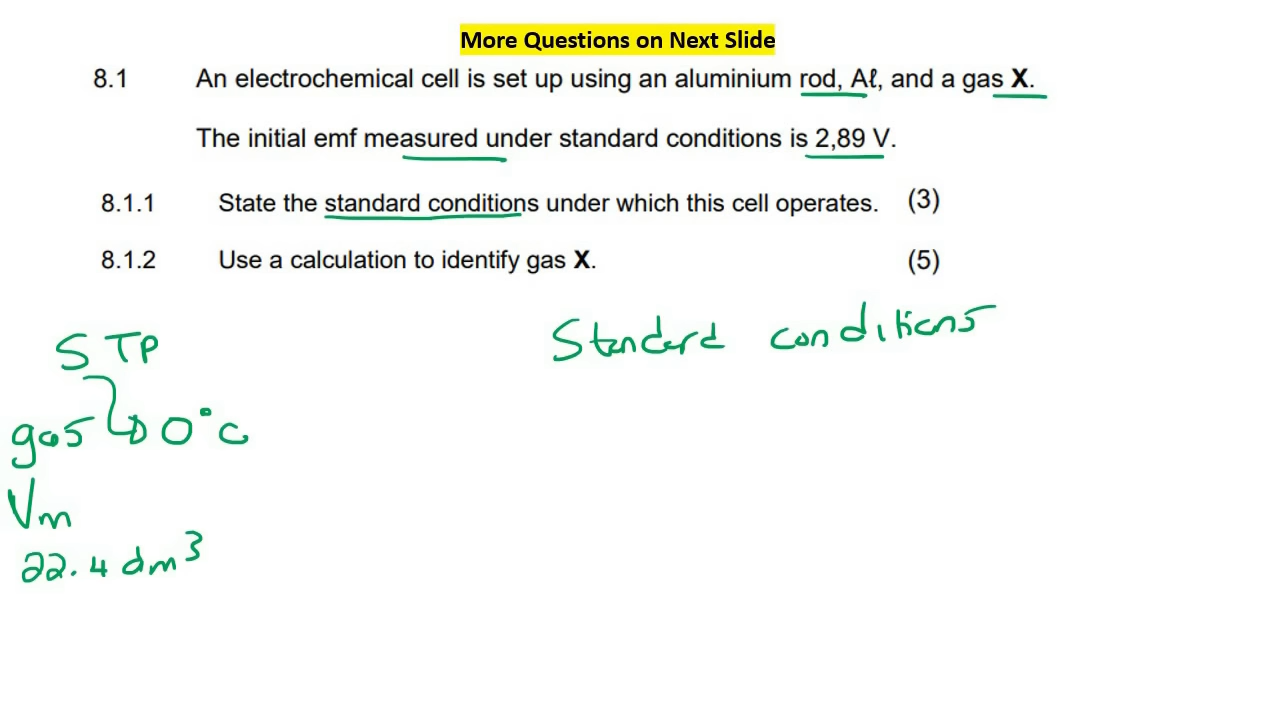 More Questions on Next Slide
8.1 An electrochemical cell is set up using an aluminium rod, Aℓ, and a gas X.
The initial emf measured under standard conditions is 2,89 V.
8.1.1 State the standard conditions under which this cell operates. (3)
8.1.2 Use a calculation to identify gas X. (5)
STP
Standard conditions
gas 0°C
Vm
22.4 dm³